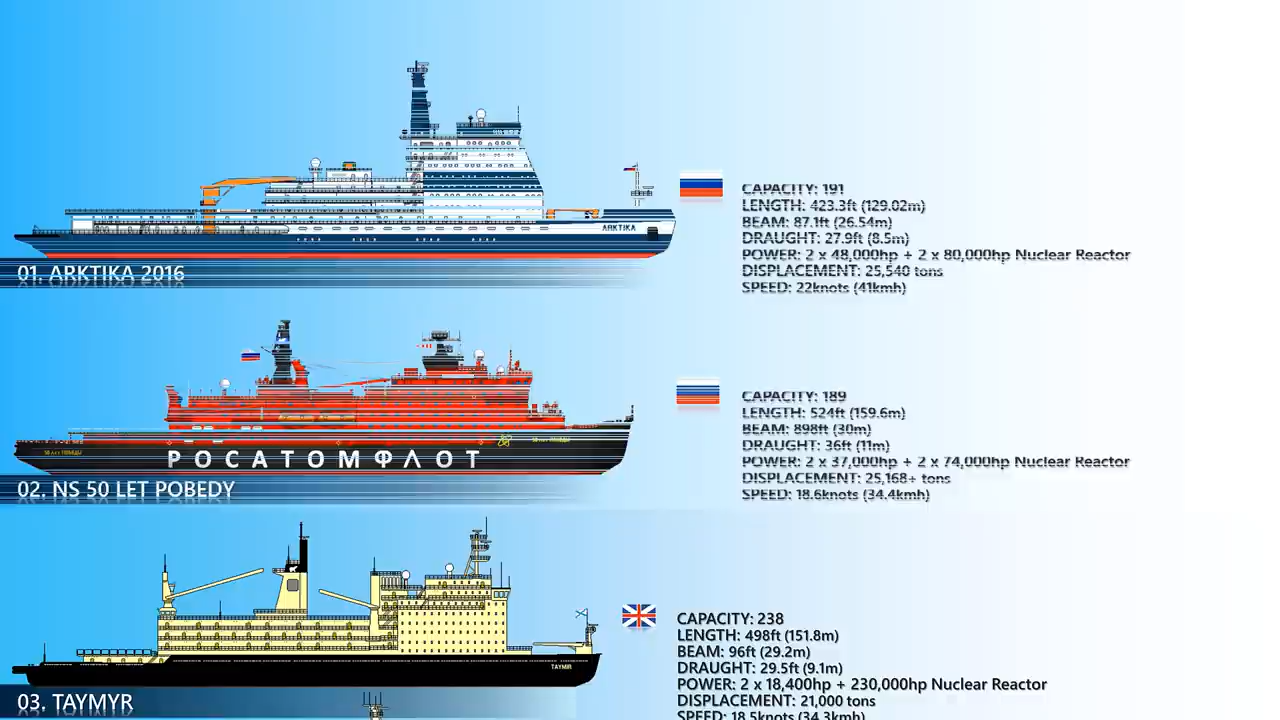 ARKTIKA
01. ARKTIKA 2016
CAPACITY: 191
LENGTH: 423.3ft (129.02m)
BEAM: 87.1ft (26.54m)
DRAUGHT: 27.9ft (8.5m)
POWER: 2 x 48,000hp + 2 x 80,000hp Nuclear Reactor
DISPLACEMENT: 25,540 tons
SPEED: 22knots (41kmh)
РОСАТОМФЛОТ
02. NS 50 LET POBEDY
CAPACITY: 189
LENGTH: 524ft (159.6m)
BEAM: 898ft (30m)
DRAUGHT: 36ft (11m)
POWER: 2 x 37,000hp + 2 x 74,000hp Nuclear Reactor
DISPLACEMENT: 25,168+ tons
SPEED: 18.6knots (34.4kmh)
TAYMIR
03. TAYMYR
CAPACITY: 238
LENGTH: 498ft (151.8m)
BEAM: 96ft (29.2m)
DRAUGHT: 29.5ft (9.1m)
POWER: 2 x 18,400hp + 230,000hp Nuclear Reactor
DISPLACEMENT: 21,000 tons
SPEED: 18.5knots (34.3kmh)